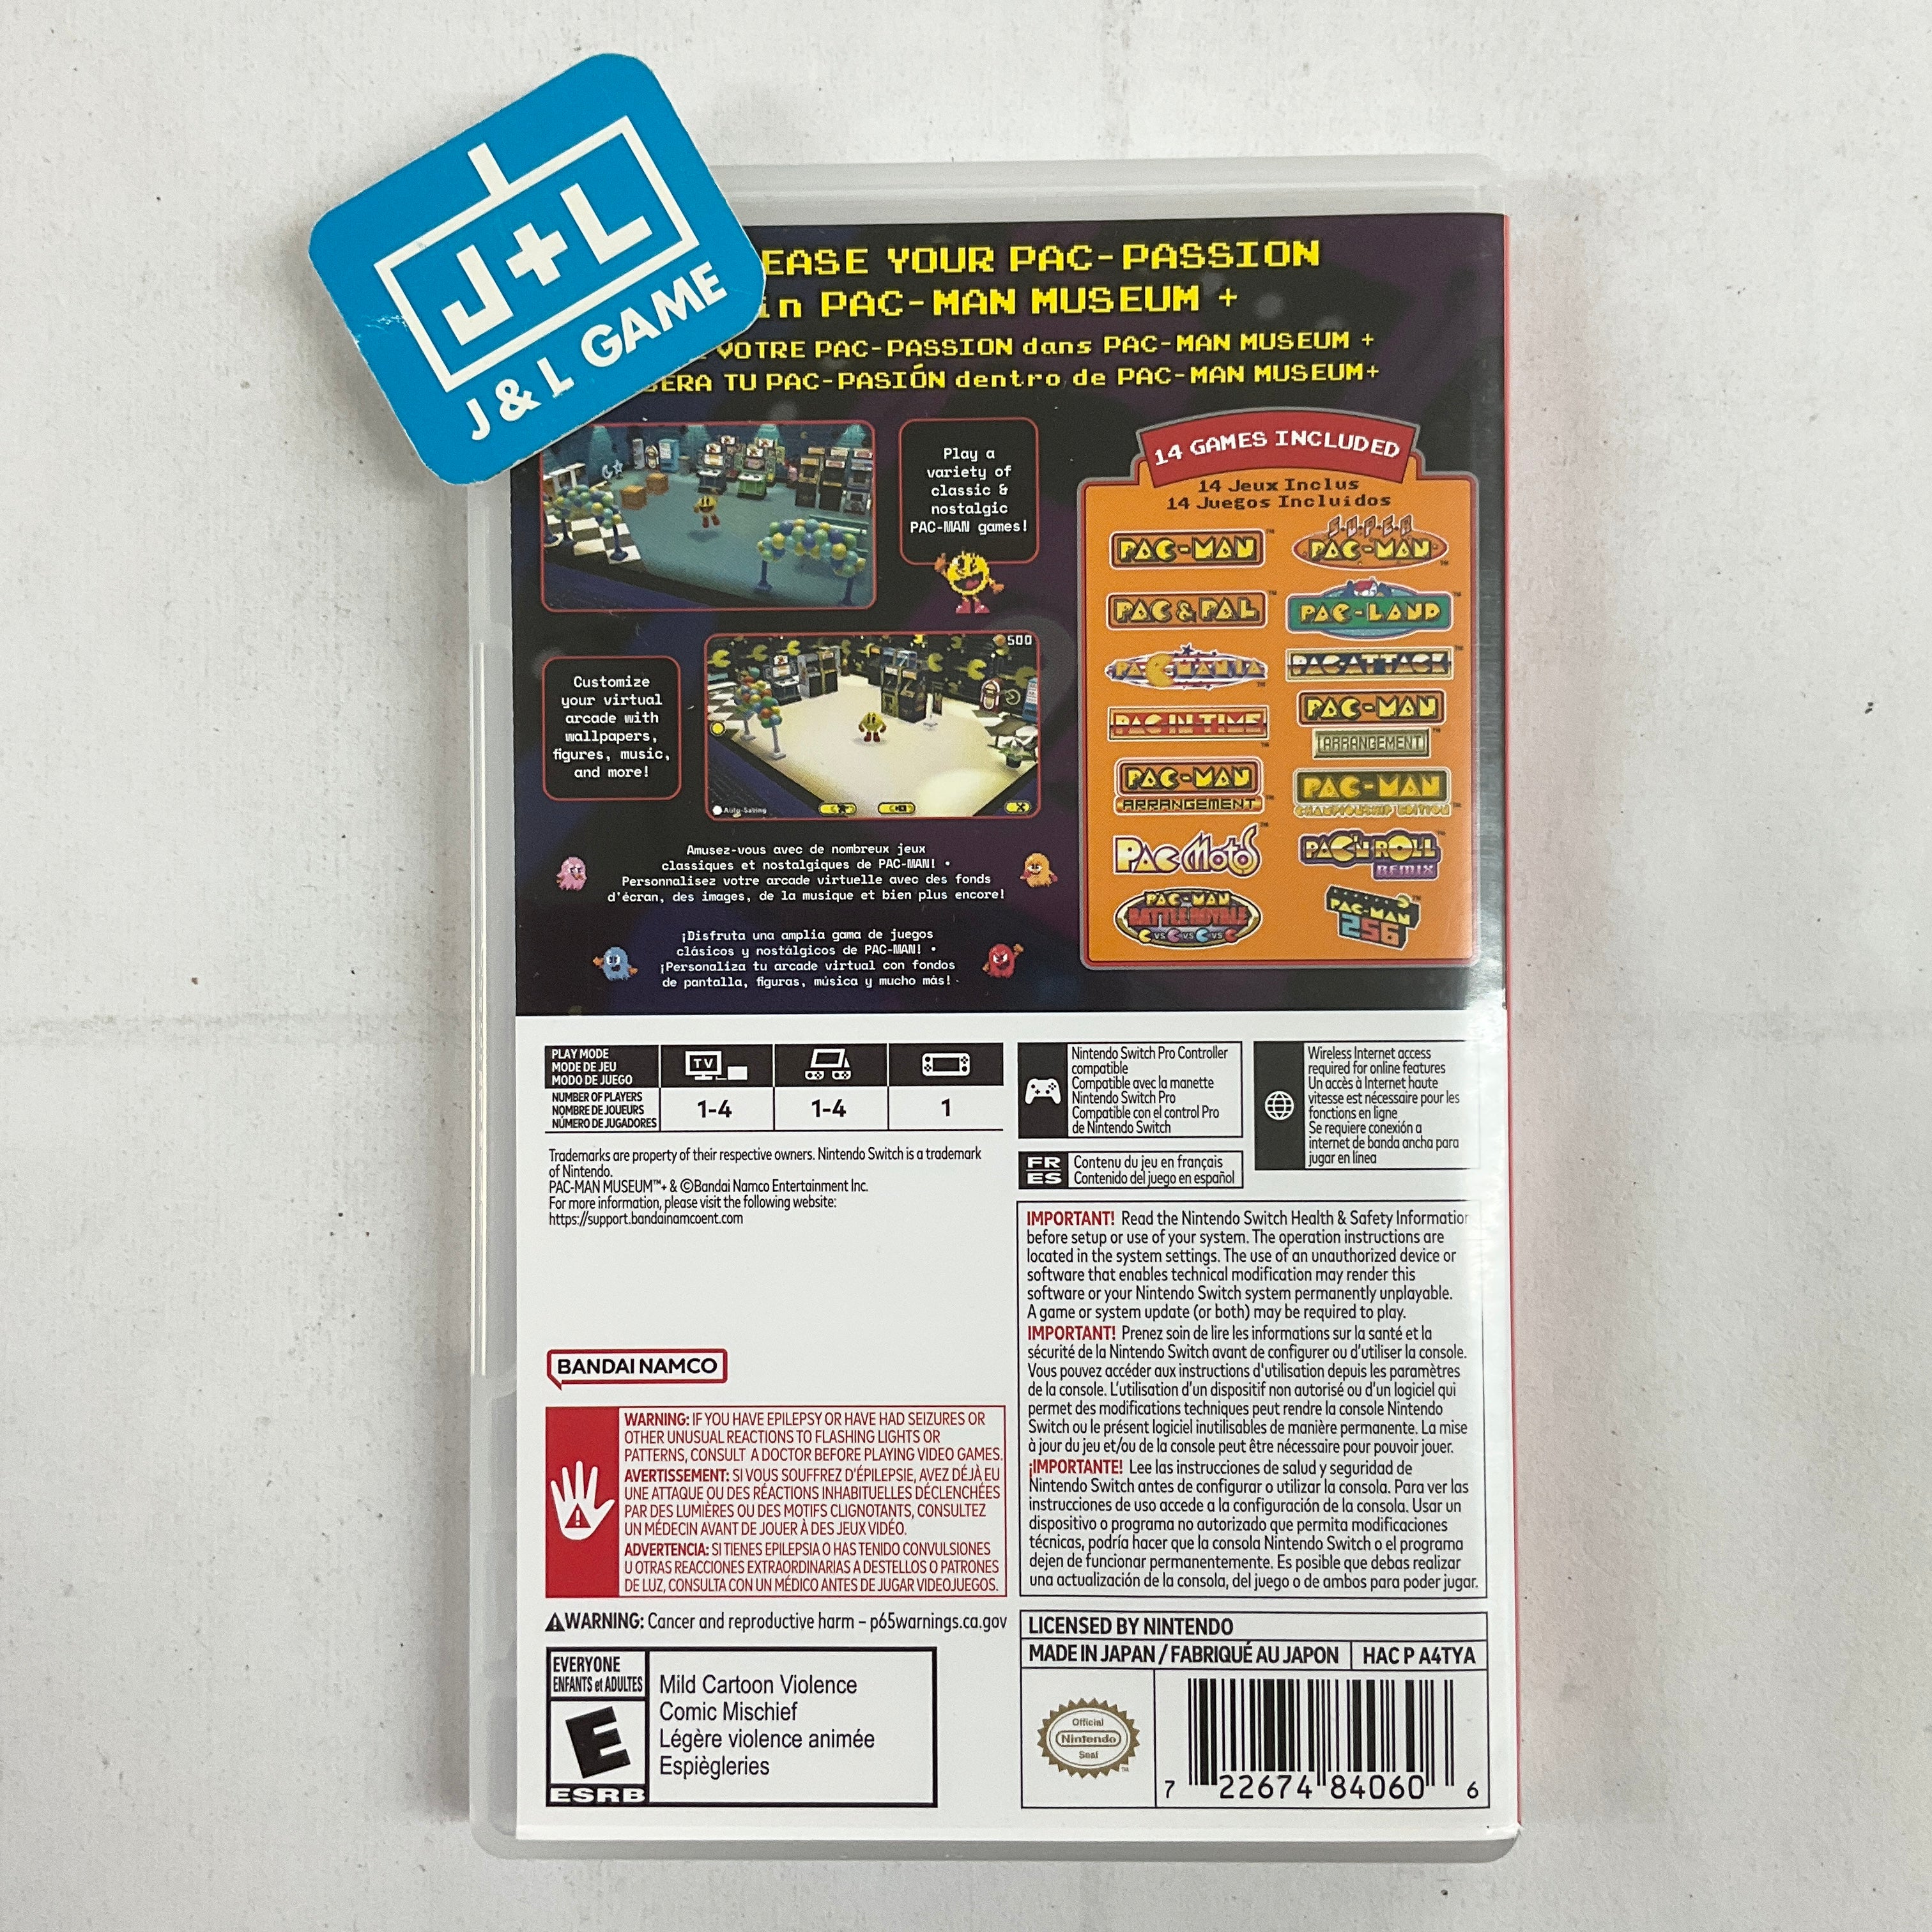 J+L
J & L GAME
EASE YOUR PAC-PASSION
in PAC-MAN MUSEUM +
VOTRE PAC-PASSION dans PAC-MAN MUSEUM +
SERA TU PAC-PASIÓN dentro de PAC-MAN MUSEUM+
Play a
variety of
classic &
nostalgic
PAC-MAN games!
Customize
your virtual
arcade with
wallpapers,
figures, music,
and more!
500
Auto-Saving
14 GAMES INCLUDED
14 Jeux Inclus
14 Juegos Incluidos
PAC-MAN™
SUPER PAC-MAN™
PAC & PAL™
PAC-LAND™
PAC-MANIA™
PAC-ATTACK™
PAC-IN-TIME™
PAC-MAN ARRANGEMENT™
PAC-MAN ARRANGEMENT™
PAC-MAN CHAMPIONSHIP EDITION™
PAC MOTOS™
PAC'N ROLL REMIX™
PAC-MAN BATTLE ROYALE
VS VS VS
PAC-MAN 256™
Amusez-vous avec de nombreux jeux
classiques et nostalgiques de PAC-MAN! •
Personnalisez votre arcade virtuelle avec des fonds
d'écran, des images, de la musique et bien plus encore!
¡Disfruta una amplia gama de juegos
clásicos y nostálgicos de PAC-MAN! •
¡Personaliza tu arcade virtual con fondos
de pantalla, figuras, música y mucho más!
PLAY MODE
MODE DE JEU
MODO DE JUEGO
TV
NUMBER OF PLAYERS
NOMBRE DE JOUEURS
NÚMERO DE JUGADORES
1-4
1-4
1
Nintendo Switch Pro Controller
compatible
Compatible avec la manette
Nintendo Switch Pro
Compatible con el control Pro
de Nintendo Switch
Wireless Internet access
required for online features
Un accès à Internet haute
vitesse est nécessaire pour les
fonctions en ligne
Se requiere conexión a
internet de banda ancha para
jugar en línea
FR
ES
Contenu du jeu en français
Contenido del juego en español
Trademarks are property of their respective owners. Nintendo Switch is a trademark
of Nintendo.
PAC-MAN MUSEUM™+ & ©Bandai Namco Entertainment Inc.
For more information, please visit the following website:
https://support.bandainamcoent.com
BANDAI NAMCO
WARNING: IF YOU HAVE EPILEPSY OR HAVE HAD SEIZURES OR
OTHER UNUSUAL REACTIONS TO FLASHING LIGHTS OR
PATTERNS, CONSULT A DOCTOR BEFORE PLAYING VIDEO GAMES.
AVERTISSEMENT: SI VOUS SOUFFREZ D'ÉPILEPSIE, AVEZ DÉJÀ EU
UNE ATTAQUE OU DES RÉACTIONS INHABITUELLES DÉCLENCHÉES
PAR DES LUMIÈRES OU DES MOTIFS CLIGNOTANTS, CONSULTEZ
UN MÉDECIN AVANT DE JOUER À DES JEUX VIDÉO.
ADVERTENCIA: SI TIENES EPILEPSIA O HAS TENIDO CONVULSIONES
U OTRAS REACCIONES EXTRAORDINARIAS A DESTELLOS O PATRONES
DE LUZ, CONSULTA CON UN MÉDICO ANTES DE JUGAR VIDEOJUEGOS.
WARNING: Cancer and reproductive harm – p65warnings.ca.gov
EVERYONE
ENFANTS et ADULTES
E
ESRB
Mild Cartoon Violence
Comic Mischief
Légère violence animée
Espiègleries
IMPORTANT! Read the Nintendo Switch Health & Safety Information
before setup or use of your system. The operation instructions are
located in the system settings. The use of an unauthorized device or
software that enables technical modification may render this
software or your Nintendo Switch system permanently unplayable.
A game or system update (or both) may be required to play.
IMPORTANT! Prenez soin de lire les informations sur la santé et la
sécurité de la Nintendo Switch avant de configurer ou d'utiliser la console.
Vous pouvez accéder aux instructions d'utilisation depuis les paramètres
de la console. L'utilisation d'un dispositif non autorisé ou d'un logiciel qui
permet des modifications techniques peut rendre la console Nintendo
Switch ou le présent logiciel inutilisables de manière permanente. La mise
à jour du jeu et/ou de la console peut être nécessaire pour pouvoir jouer.
¡IMPORTANTE! Lee las instrucciones de salud y seguridad de
Nintendo Switch antes de configurar o utilizar la consola. Para ver las
instrucciones de uso accede a la configuración de la consola. Usar un
dispositivo o programa no autorizado que permita modificaciones
técnicas, podría hacer que la consola Nintendo Switch o el programa
dejen de funcionar permanentemente. Es posible que debas realizar
una actualización de la consola, del juego o de ambos para poder jugar.
LICENSED BY NINTENDO
MADE IN JAPAN / FABRIQUÉ AU JAPON
HAC P A4TYA
Official
Nintendo
Seal
7 22674 84060 6